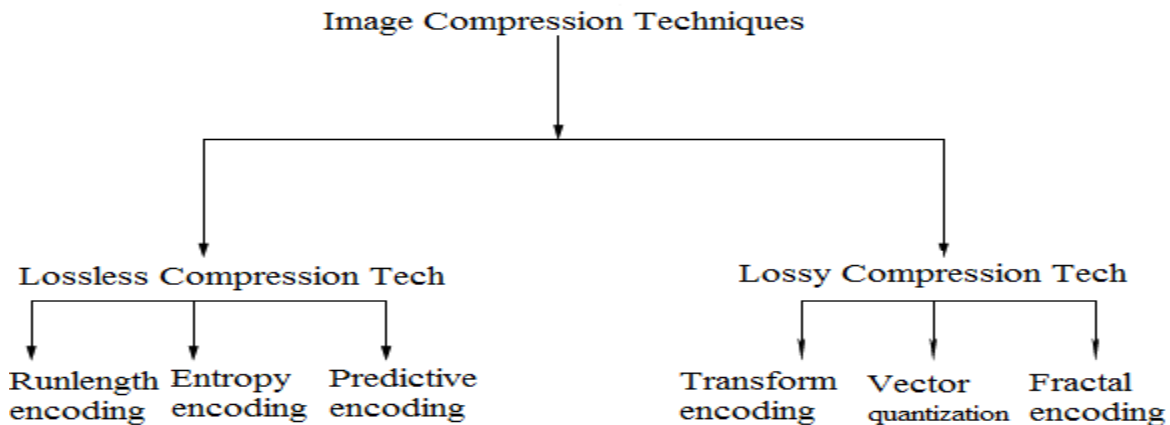 Image Compression Techniques
Lossless Compression Tech
Lossy Compression Tech
Runlength
encoding
Entropy
encoding
Predictive
encoding
Transform
encoding
Vector
quantization
Fractal
encoding